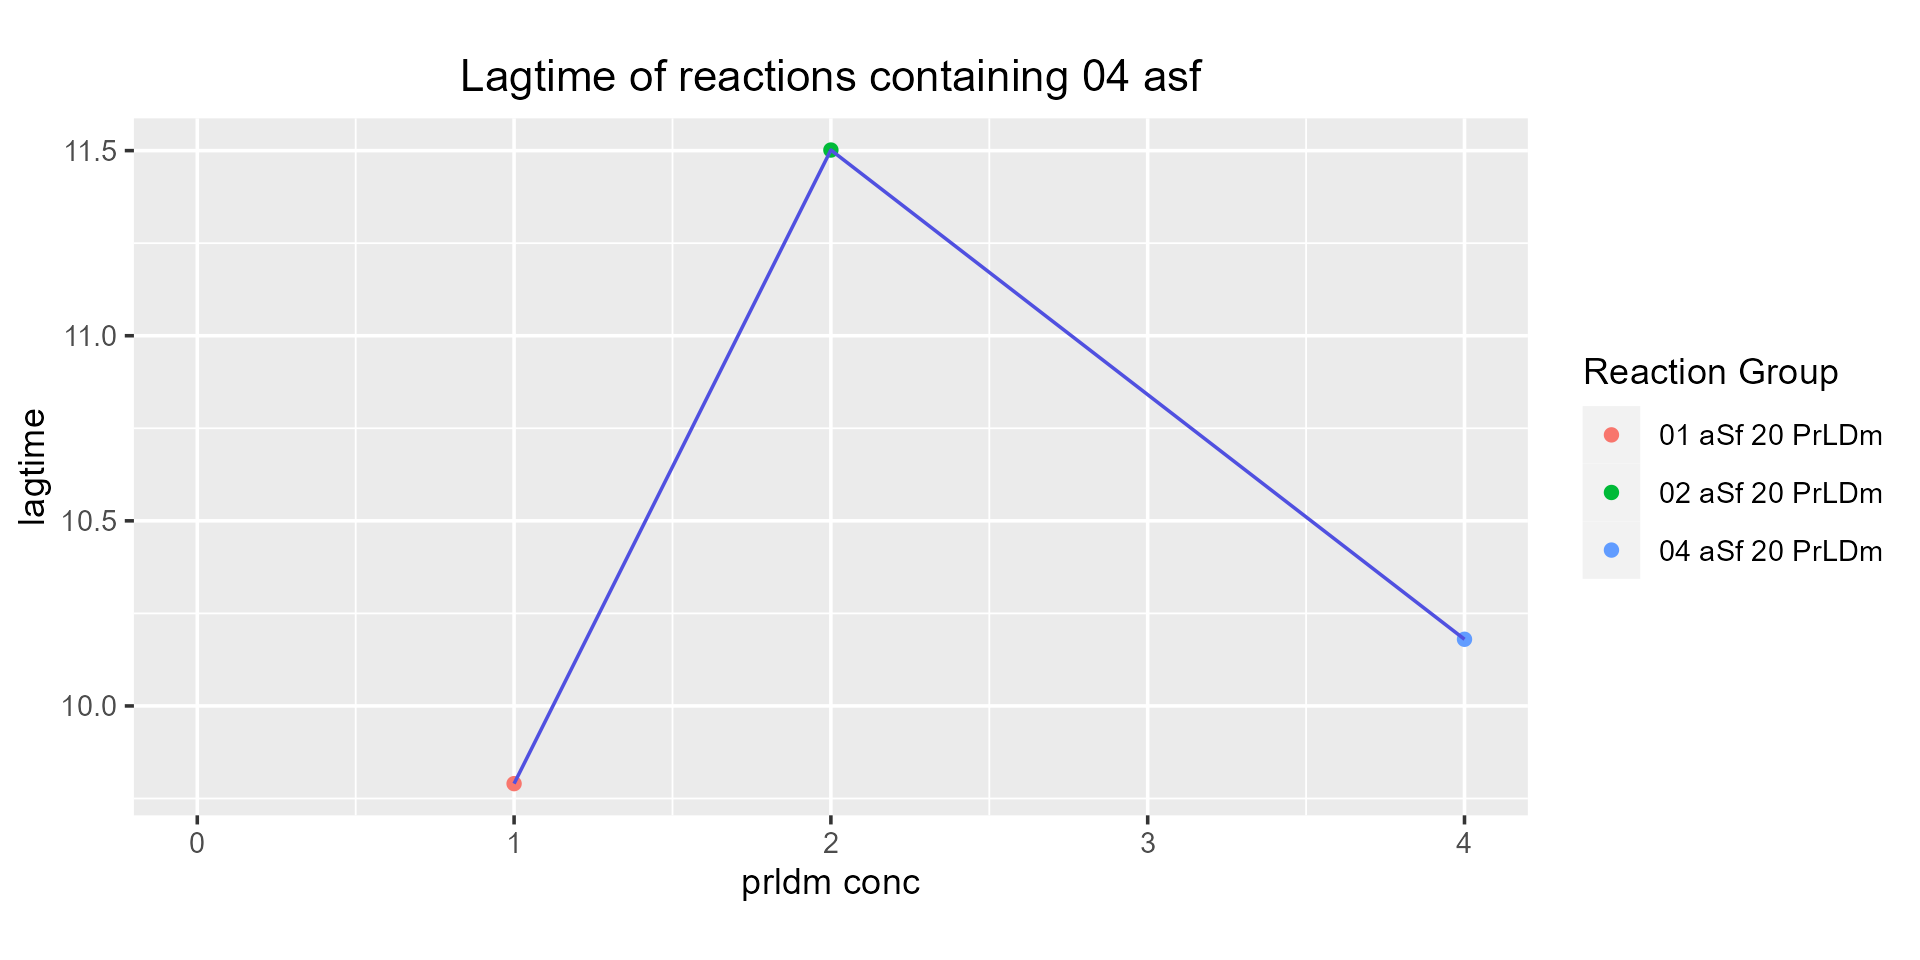 Lagtime of reactions containing 04 asf
11.5
11.0
10.5
10.0
lagtime
0 1 2 3 4
prldm conc
Reaction Group
01 aSf 20 PrLDm
02 aSf 20 PrLDm
04 aSf 20 PrLDm